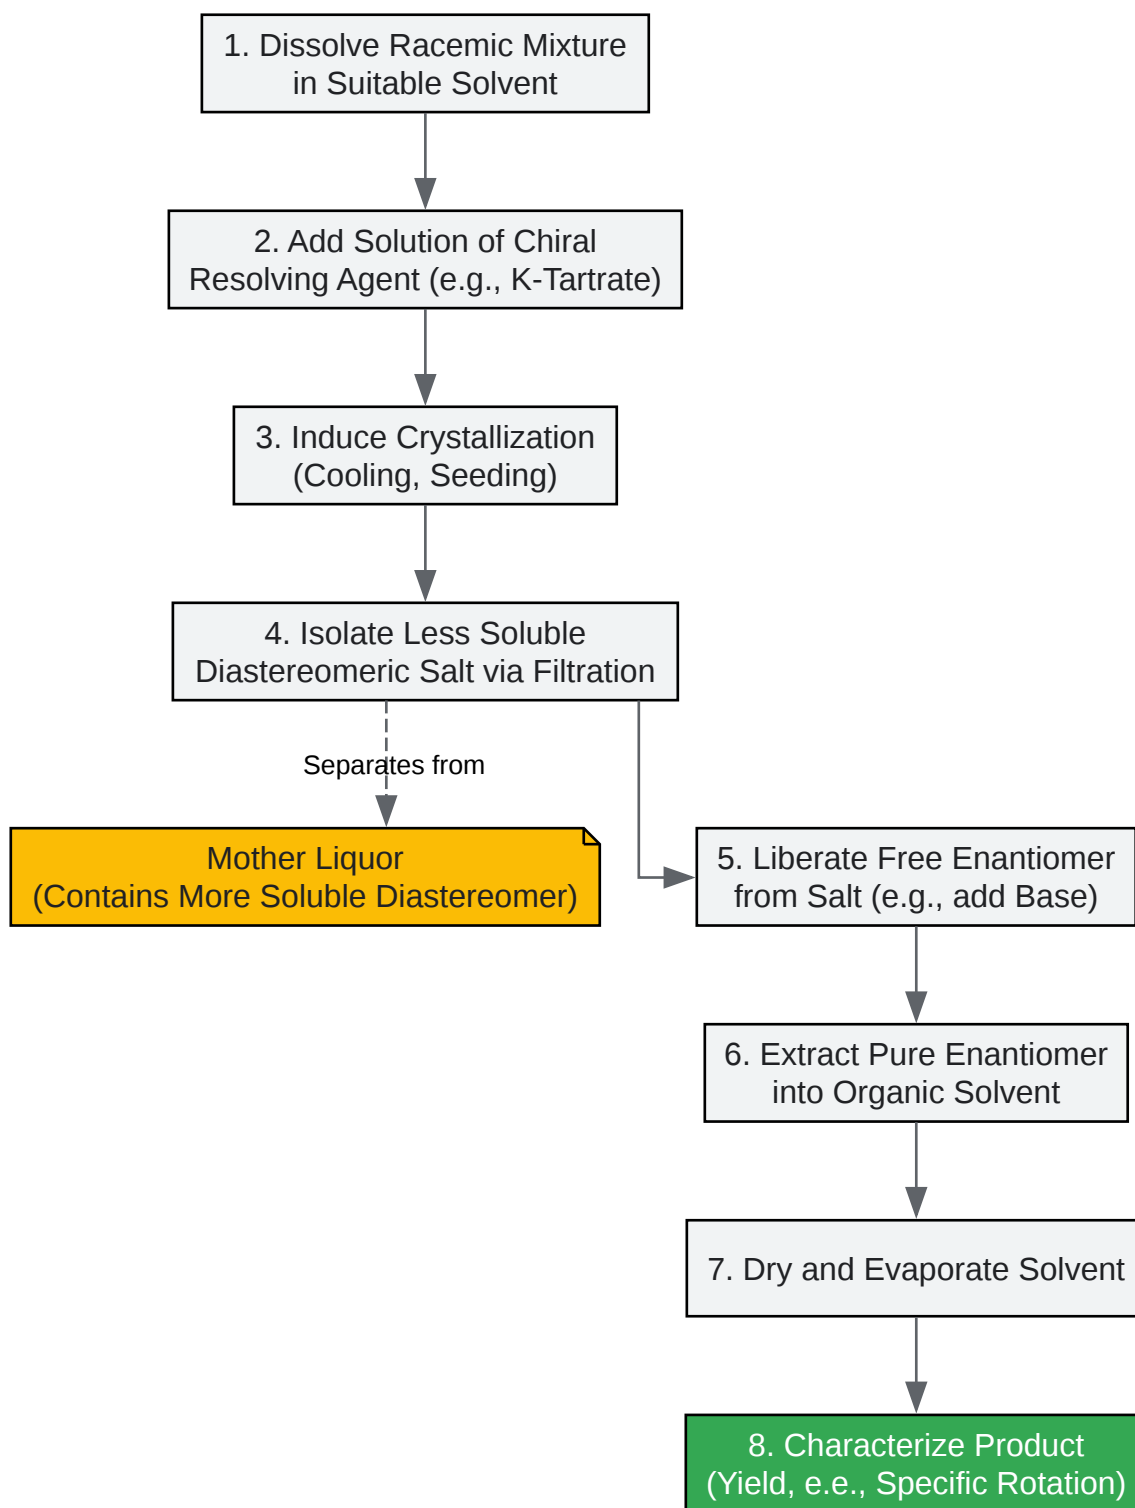 1. Dissolve Racemic Mixture
in Suitable Solvent
2. Add Solution of Chiral
Resolving Agent (e.g., K-Tartrate)
3. Induce Crystallization
(Cooling, Seeding)
4. Isolate Less Soluble
Diastereomeric Salt via Filtration
Separates from
Mother Liquor
(Contains More Soluble Diastereomer)
5. Liberate Free Enantiomer
from Salt (e.g., add Base)
6. Extract Pure Enantiomer
into Organic Solvent
7. Dry and Evaporate Solvent
8. Characterize Product
(Yield, e.e., Specific Rotation)